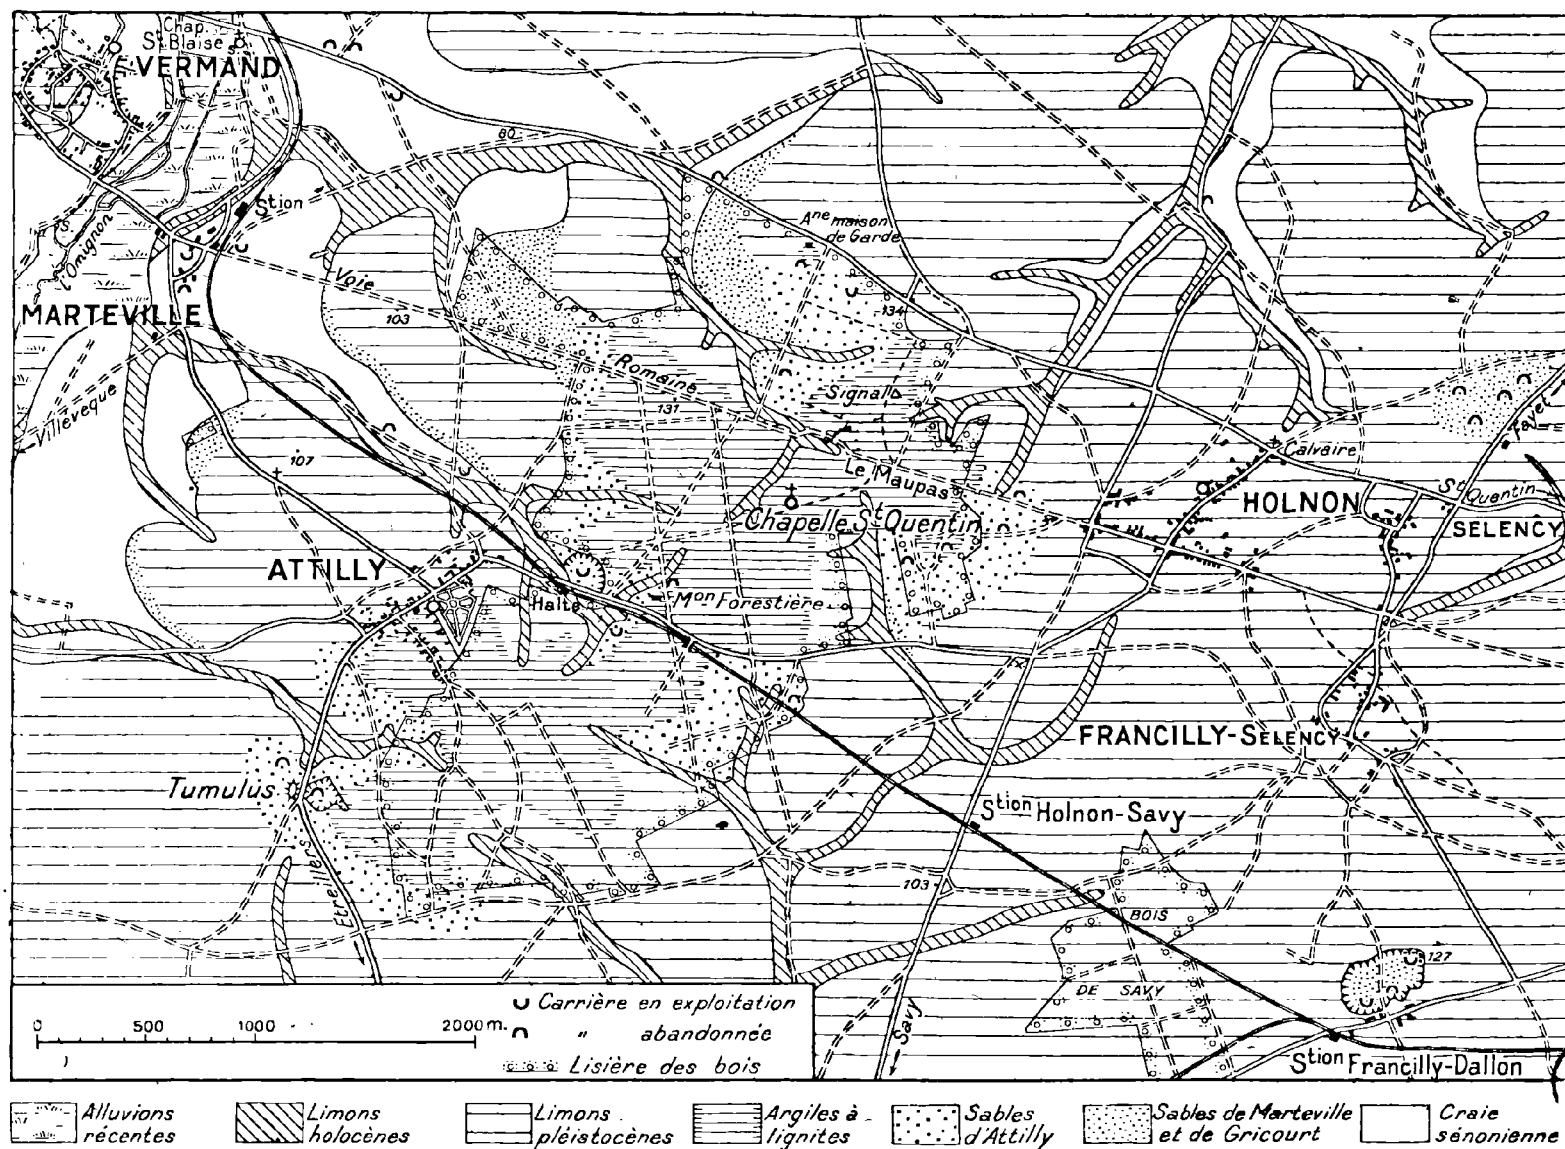 Chap.
St Blaise
VERMAND
80
Stion
Omignon
Ane maison
de Garde
Voie
103
134
MARTEVILLE
Romaine
Signal
Villévêque
131
107
Le Maupas
Calvaire
Fayet
St Quentin
HOLNON
SELENCY
Chapelle St Quentin
ATTILLY
Halte
Mon Forestière
FRANCILLY-SELENCY
Tumulus
Stion Holnon-Savy
Etreillers
103
BOIS
DE SAVY
127
Savy
Stion Francilly-Dallon
0 500 1000 2000 m.
Carrière en exploitation
" abandonnée
Lisière des bois
Alluvions
récentes
Limons
holocènes
Limons
pléiatocènes
Argiles à
lignites
Sables
d'Attilly
Sables de Marteville
et de Gricourt
Craie
sénonienne